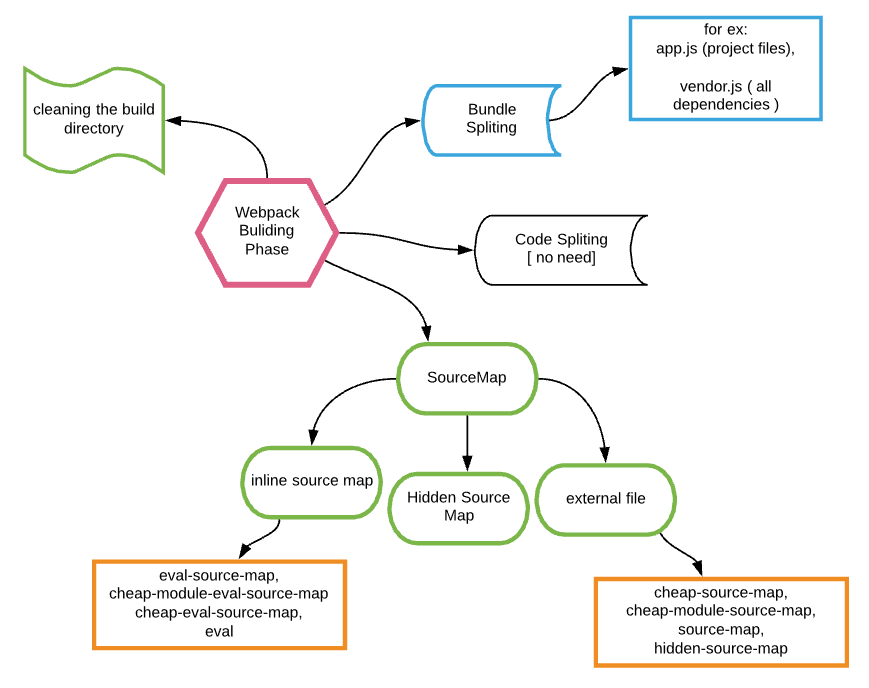 for ex:
app.js (project files),
vendor.js ( all
dependencies )
cleaning the build
directory
Bundle
Spliting
Webpack
Buliding
Phase
Code Spliting
[ no need]
SourceMap
inline source map
Hidden Source
Map
external file
eval-source-map,
cheap-module-eval-source-map
cheap-eval-source-map,
eval
cheap-source-map,
cheap-module-source-map,
source-map,
hidden-source-map